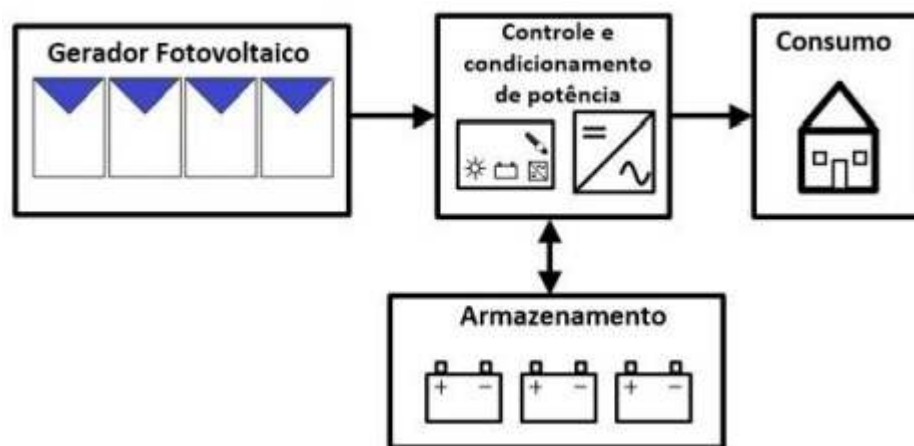 Gerador Fotovoltaico
Controle e
condicionamento
de potência
Consumo
Armazenamento
+ − + − + −